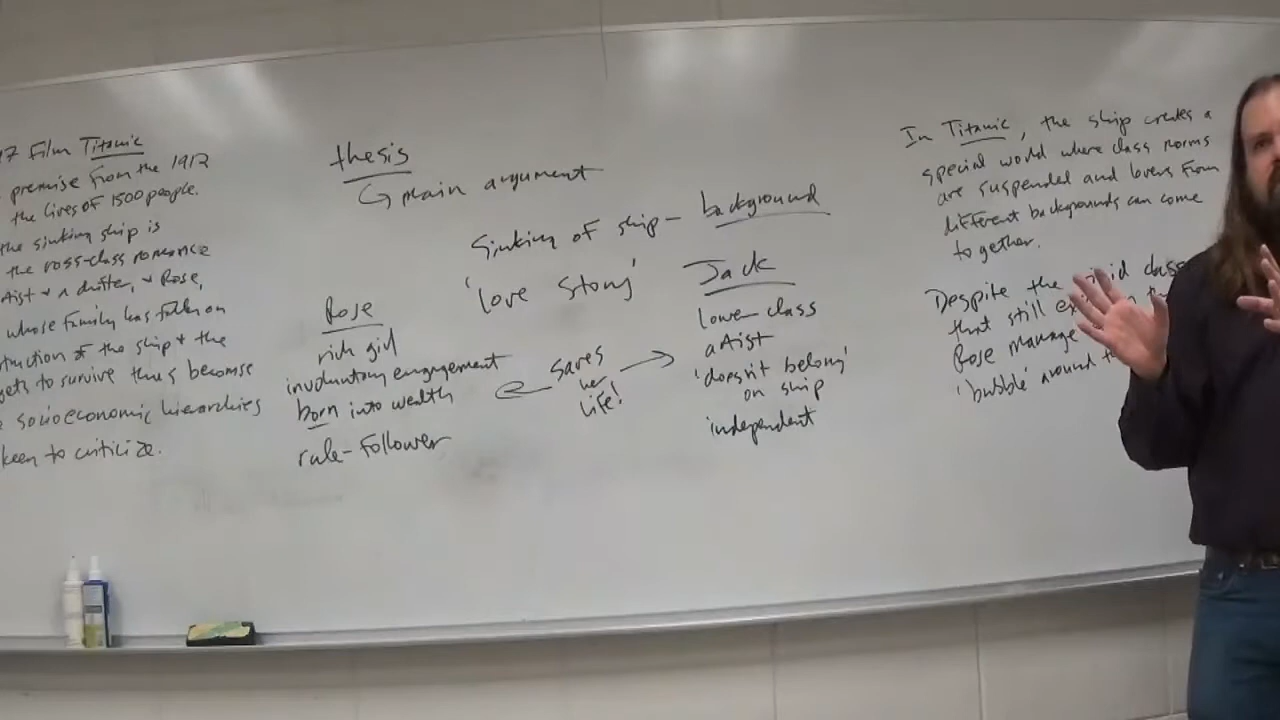 7 Film Titanic
premise from the 1912
the lives of 1500 people.
the sinking ship is
the cross-class romance
artist & a drifter, & Rose,
whose family has fallen on
of the ship & the
to survive thus become
socioeconomic hierarchies
keen to criticize.
thesis
main argument
Sinking of ship - background
'love story'
Rose
rich girl
involuntary engagement
born into wealth
rule-follower
saves
her
life!
Jack
lower class
artist
'doesn't belong'
on ship
independent
In Titanic, the ship creates a
special world where class norms
are suspended and lovers from
different backgrounds can come
together.
Despite the class
that still
Rose manage
'bubble' around